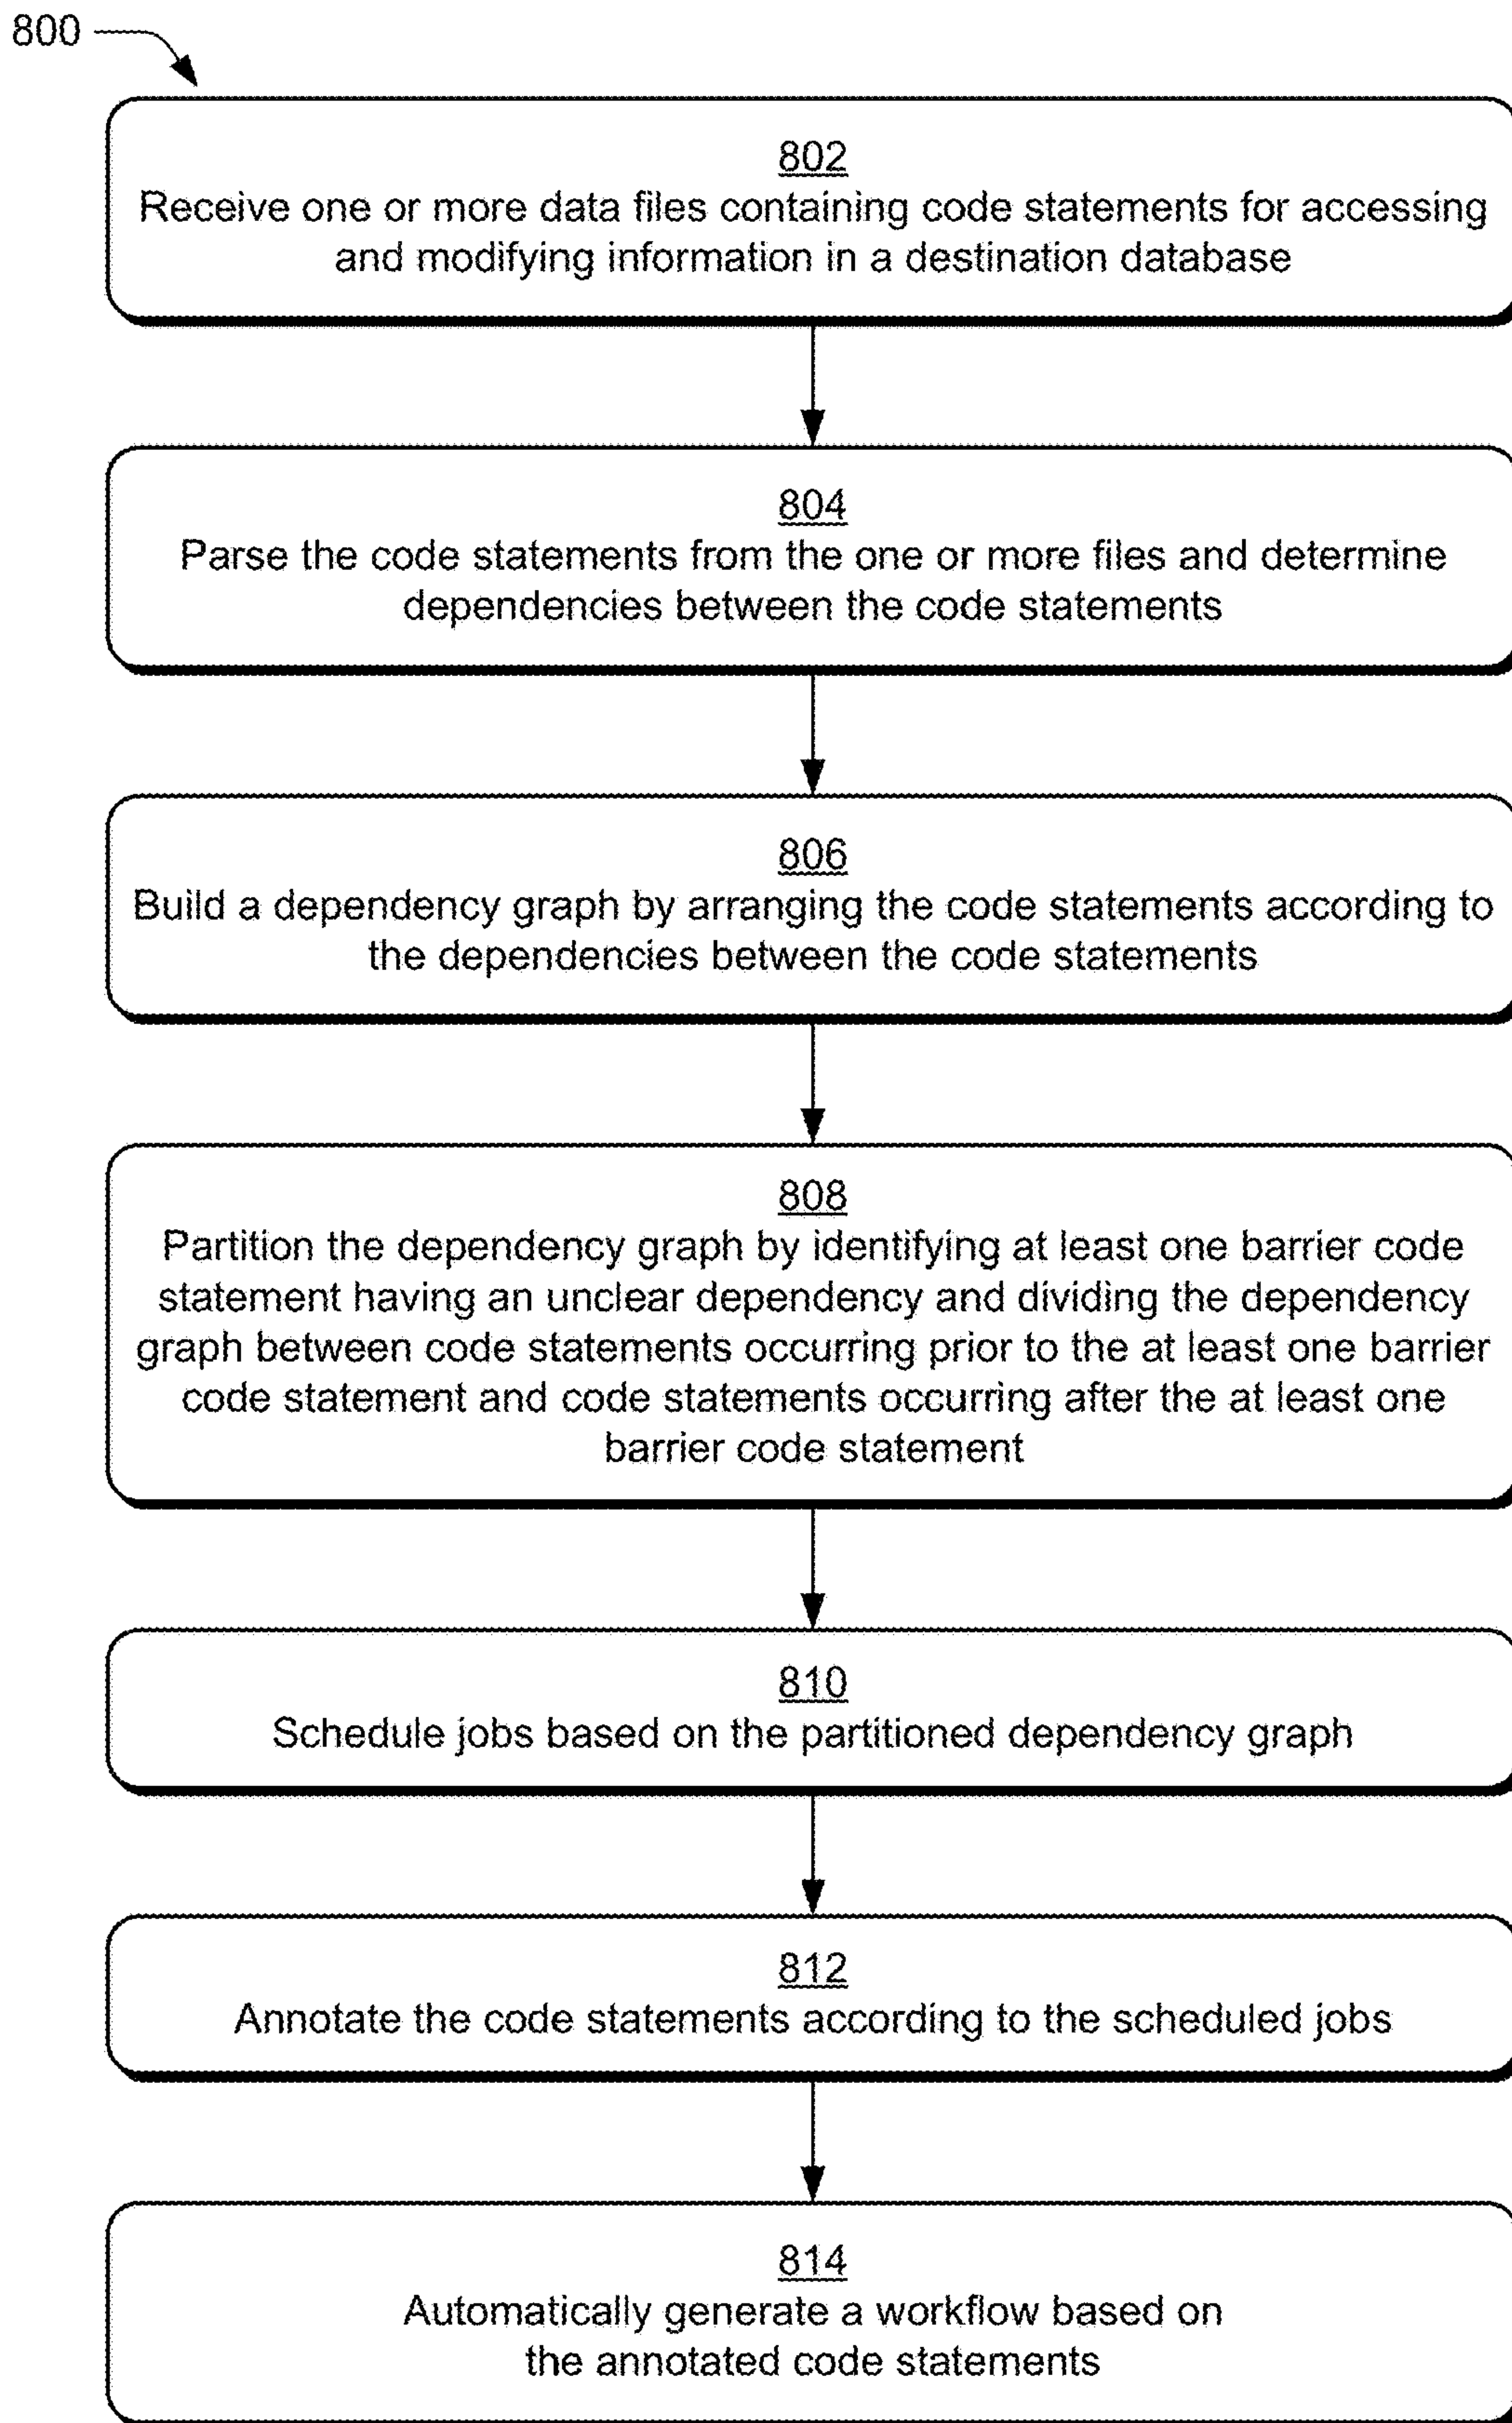 800
802
Receive one or more data files containing code statements for accessing
and modifying information in a destination database
804
Parse the code statements from the one or more files and determine
dependencies between the code statements
806
Build a dependency graph by arranging the code statements according to
the dependencies between the code statements
808
Partition the dependency graph by identifying at least one barrier code
statement having an unclear dependency and dividing the dependency
graph between code statements occurring prior to the at least one barrier
code statement and code statements occurring after the at least one
barrier code statement
810
Schedule jobs based on the partitioned dependency graph
812
Annotate the code statements according to the scheduled jobs
814
Automatically generate a workflow based on
the annotated code statements